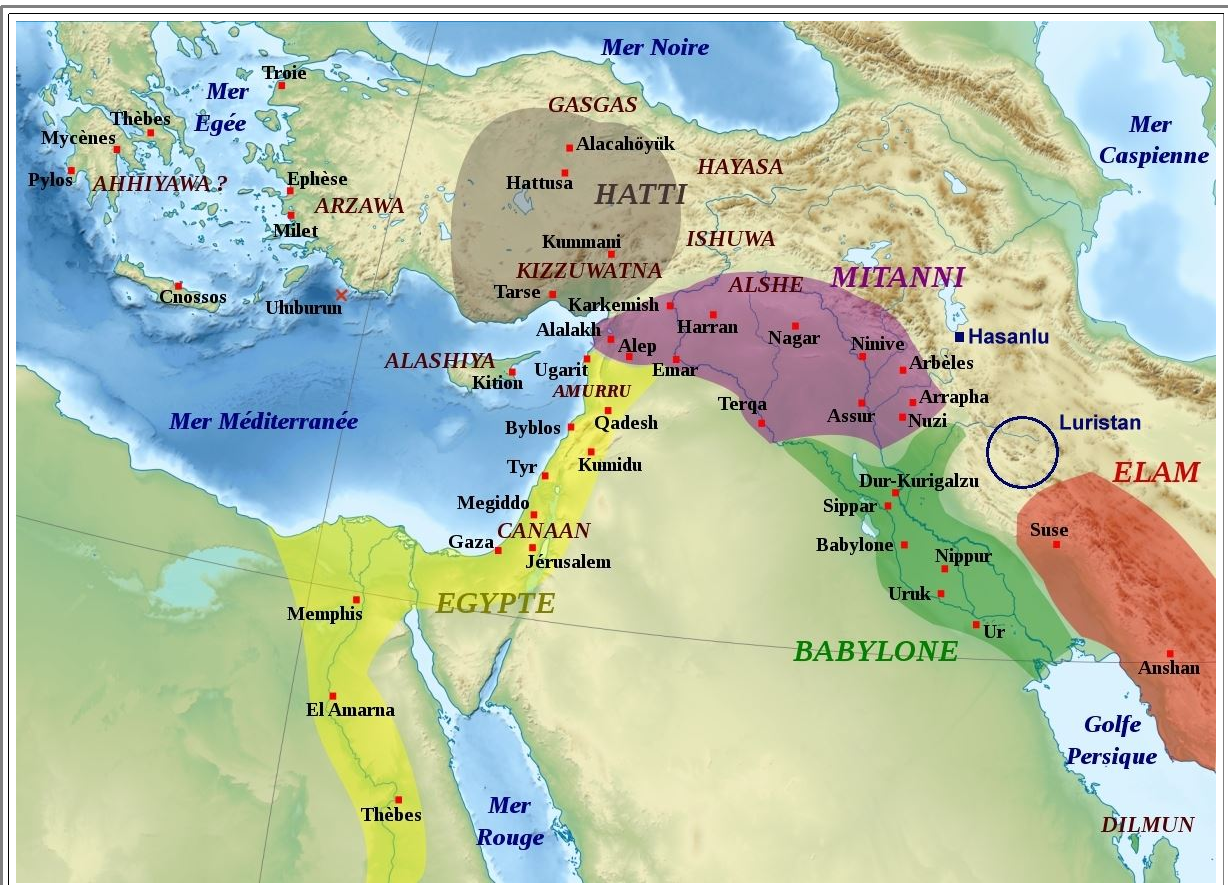 Mer Noire
Troie
Mer
Egée
GASGAS
Thèbes
Mycènes
Alacahöyük
Mer
Caspienne
Pylos
AHHIYAWA ?
Ephèse
Hattusa
HATTI
HAYASA
ARZAWA
Milet
Kummani
ISHUWA
KIZZUWATNA
MITANNI
ALSHE
Cnossos
Uluburun
Tarse
Karkemish
Harran
Nagar
Alalakh
Alep
Ninive
Hasanlu
ALASHIYA
Kition
Ugarit
Emar
Arbèles
AMURRU
Terqa
Arrapha
Assur
Nuzi
Mer Méditerranée
Byblos
Qadesh
Luristan
Tyr
Kumidu
ELAM
Dur-Kurigalzu
Megiddo
Sippar
CANAAN
Suse
Gaza
Jérusalem
Babylone
Nippur
Memphis
EGYPTE
Uruk
Ur
BABYLONE
Anshan
El Amarna
Golfe
Persique
Thèbes
Mer
Rouge
DILMUN